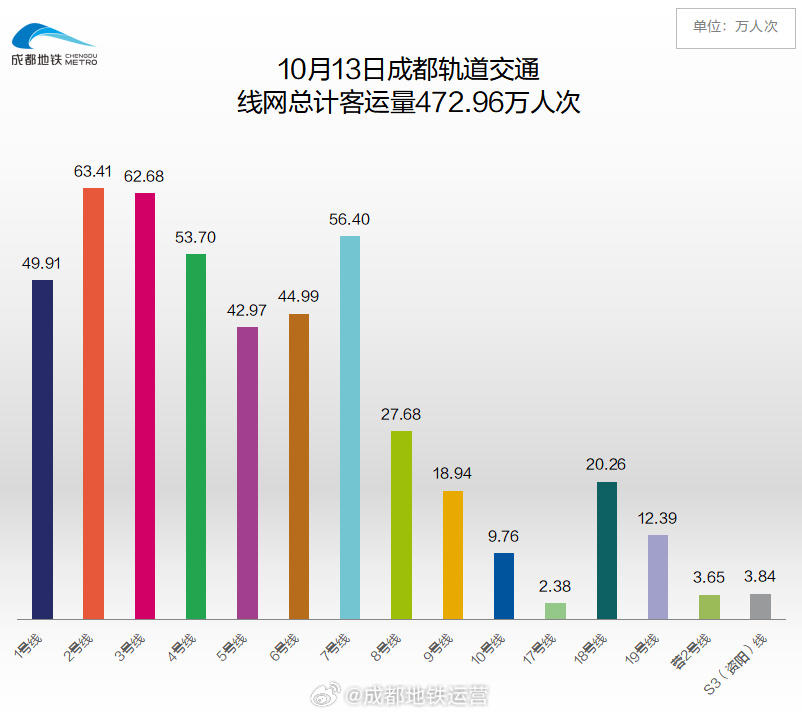 单位：万人次
成都地铁 CHENGDU METRO
10月13日成都轨道交通
线网总计客运量472.96万人次
49.91
63.41
62.68
53.70
42.97
44.99
56.40
27.68
18.94
9.76
2.38
20.26
12.39
3.65
3.84
1号线
2号线
3号线
4号线
5号线
6号线
7号线
8号线
9号线
10号线
17号线
18号线
19号线
蓉2号线
S3（资阳）线
@成都地铁运营